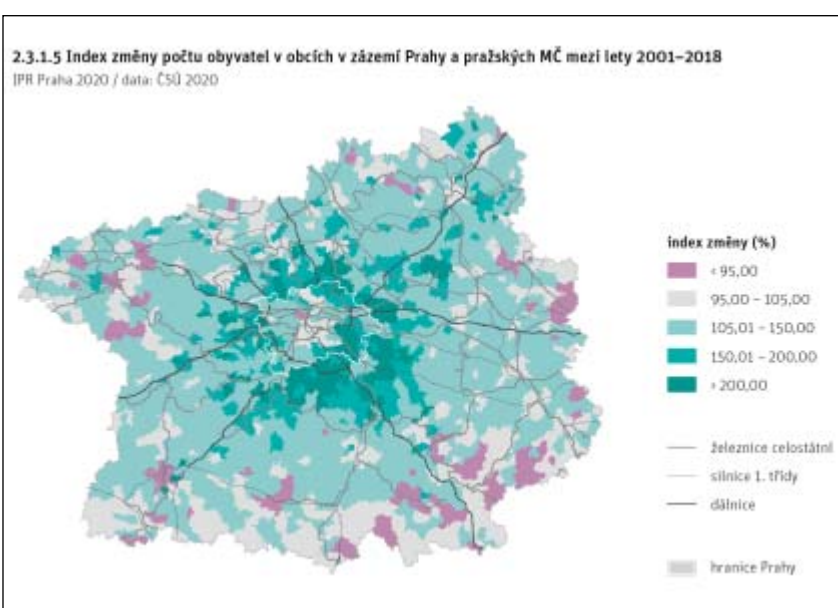 2.3.1.5 Index změny počtu obyvatel v obcích v zázemí Prahy a pražských MČ mezi lety 2001–2018
IPR Praha 2020 / data: ČSÚ 2020
index změny (%)
< 95,00
95,00 – 105,00
105,01 – 150,00
150,01 – 200,00
> 200,00
železnice celostátní
silnice 1. třídy
dálnice
hranice Prahy